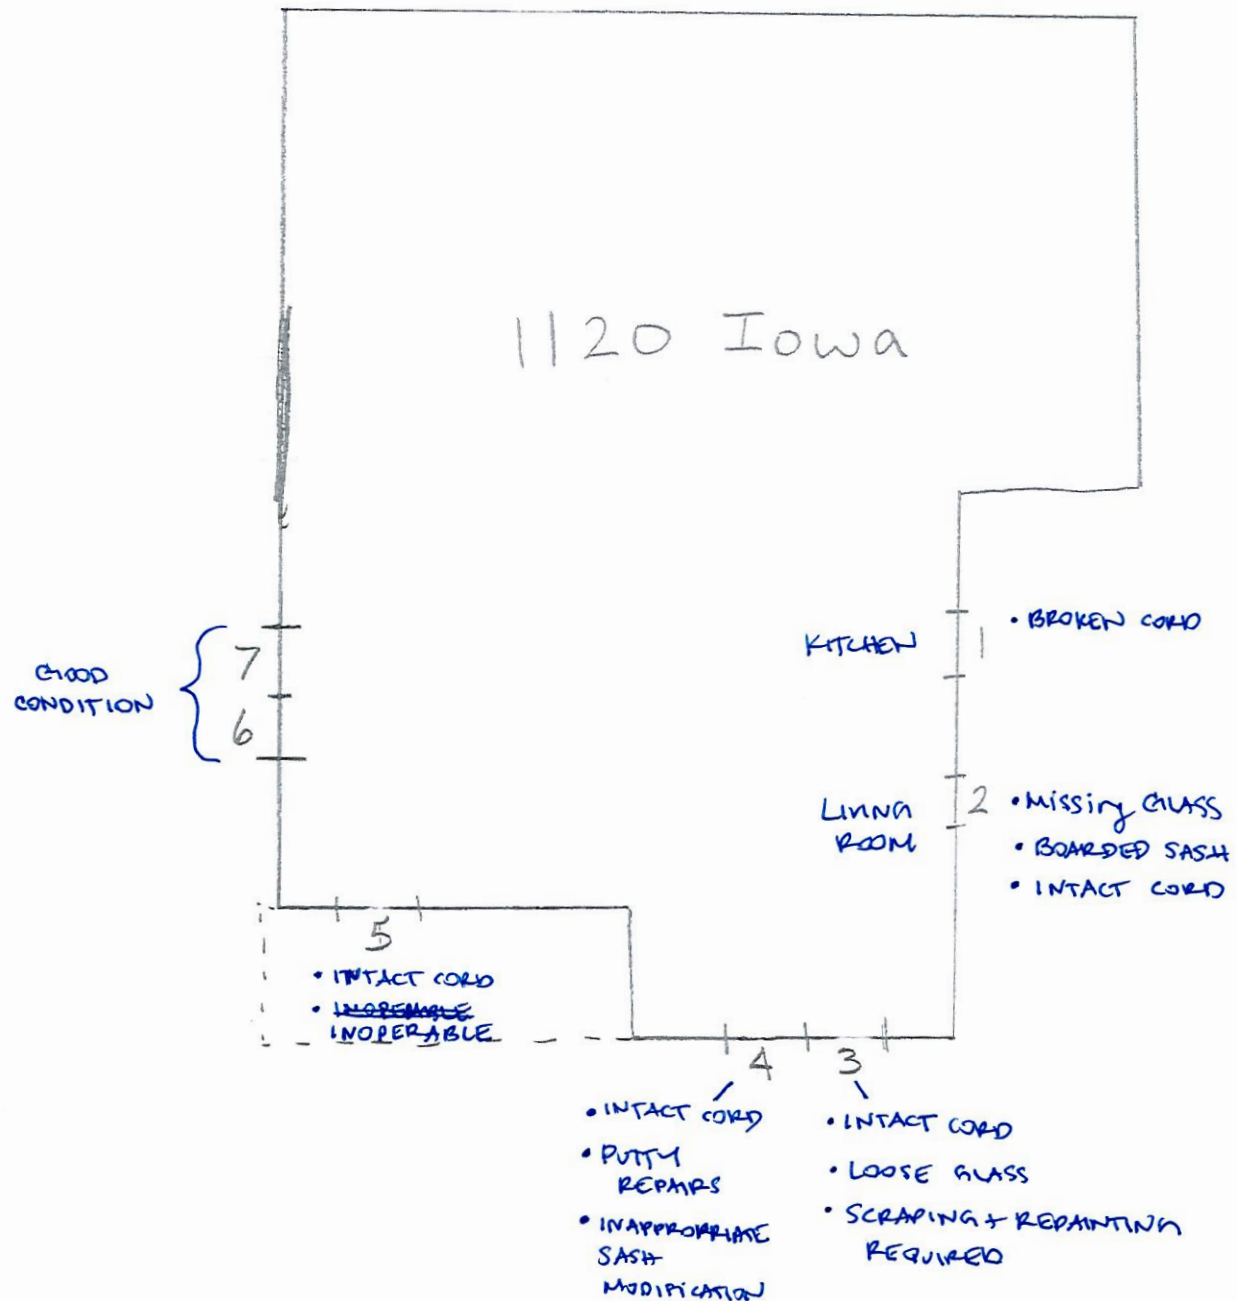 1120 Iowa
KITCHEN
1
• BROKEN CORD
GOOD
CONDITION
7
6
LIVING
ROOM
2
• Missing GLASS
• BOARDED SASH
• INTACT CORD
5
• INTACT CORD
• INOPERABLE
INOPERABLE
4
• INTACT CORD
• PUTTY
REPAIRS
• INAPPROPRIATE
SASH
MODIFICATION
3
• INTACT CORD
• LOOSE GLASS
• SCRAPING + REPAINTING
REQUIRED